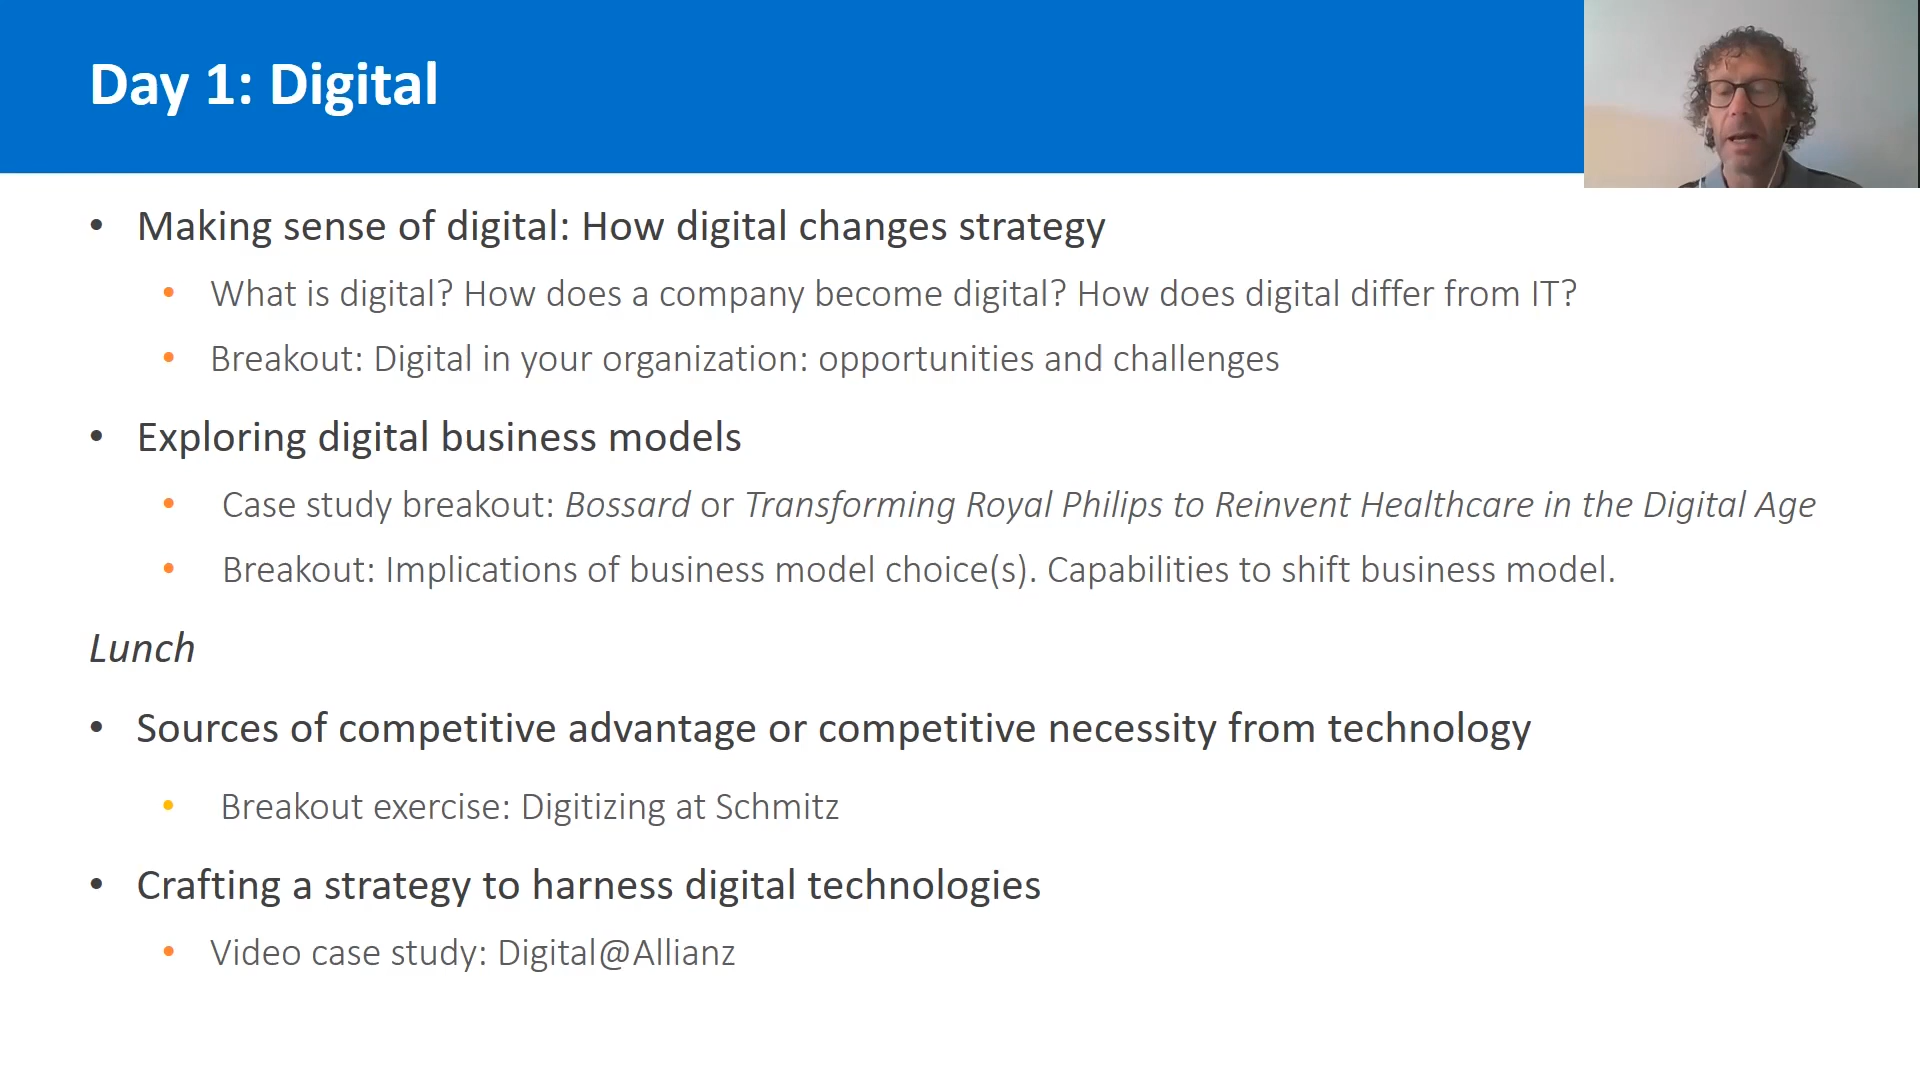 Day 1: Digital
• Making sense of digital: How digital changes strategy
• What is digital? How does a company become digital? How does digital differ from IT?
• Breakout: Digital in your organization: opportunities and challenges
• Exploring digital business models
• Case study breakout: Bossard or Transforming Royal Philips to Reinvent Healthcare in the Digital Age
• Breakout: Implications of business model choice(s). Capabilities to shift business model.
Lunch
• Sources of competitive advantage or competitive necessity from technology
• Breakout exercise: Digitizing at Schmitz
• Crafting a strategy to harness digital technologies
• Video case study: Digital@Allianz